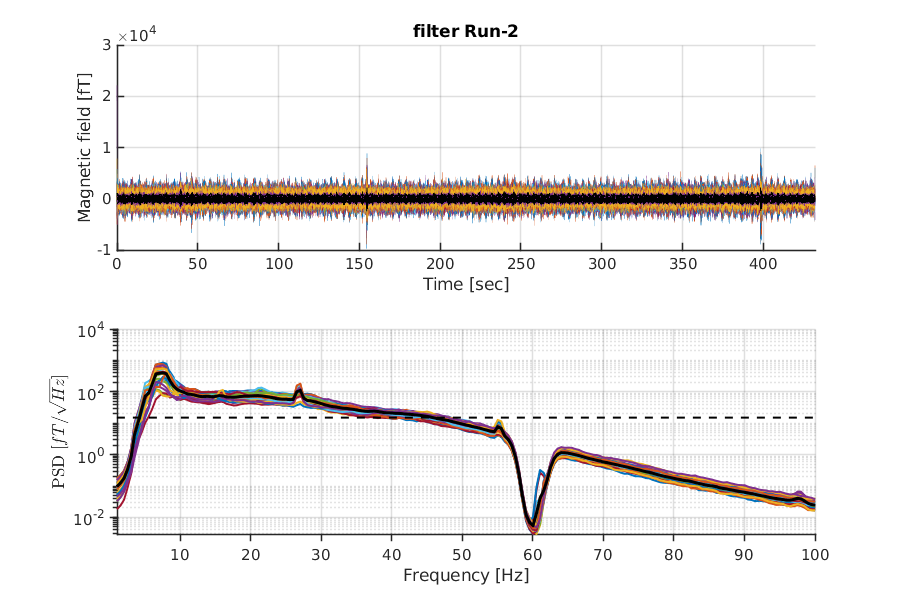 filter Run-2
×10^4
3
2
1
0
-1
Magnetic field [fT]
0 50 100 150 200 250 300 350 400
Time [sec]
10^4
10^2
10^0
10^-2
PSD [fT/√Hz]
10 20 30 40 50 60 70 80 90 100
Frequency [Hz]